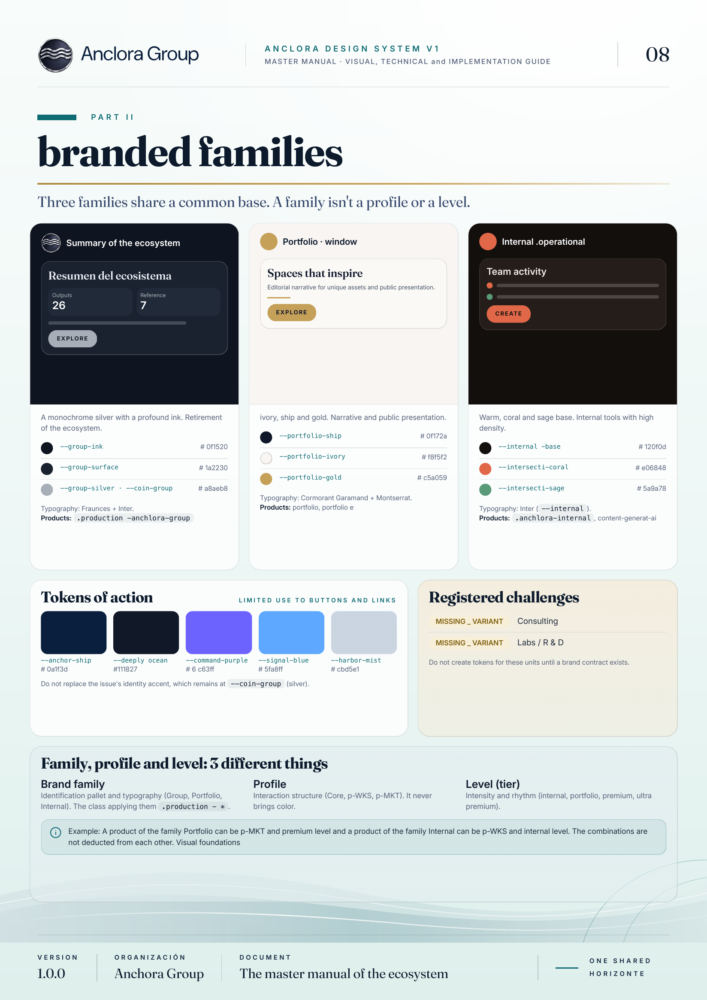 Anclora Group
ANCLORA DESIGN SYSTEM V1
MASTER MANUAL · VISUAL, TECHNICAL and IMPLEMENTATION GUIDE
08
PART II
branded families
Three families share a common base. A family isn't a profile or a level.
Summary of the ecosystem
Resumen del ecosistema
Outputs
26
Reference
7
EXPLORE
A monochrome silver with a profound ink. Retirement
of the ecosystem.
--group-ink # 0f1520
--group-surface # 1a2230
--group-silver · --coin-group # a8aeb8
Typography: Fraunces + Inter.
Products: .production -anchlora-group
Portfolio · window
Spaces that inspire
Editorial narrative for unique assets and public presentation.
EXPLORE
ivory, ship and gold. Narrative and public presentation.
--portfolio-ship # 0f172a
--portfolio-ivory # f8f5f2
--portfolio-gold # c5a059
Typography: Cormorant Garamand + Montserrat.
Products: portfolio, portfolio e
Internal .operational
Team activity
CREATE
Warm, coral and sage base. Internal tools with high
density.
--internal -base # 120f0d
--intersecti-coral # e06848
--intersecti-sage # 5a9a78
Typography: Inter ( --internal ).
Products: .anchlora-internal , content-generat-ai
Tokens of action
LIMITED USE TO BUTTONS AND LINKS
--anchor-ship
# 0a1f3d
--deeply ocean
#111827
--command-purple
# 6 c63ff
--signal-blue
# 5fa8ff
--harbor-mist
# cbd5e1
Do not replace the issue's identity accent, which remains at --coin-group (silver).
Registered challenges
MISSING _ VARIANT Consulting
MISSING _ VARIANT Labs / R & D
Do not create tokens for these units until a brand contract exists.
Family, profile and level: 3 different things
Brand family
Identification pallet and typography (Group, Portfolio,
Internal). The class applying them .production - * .
Profile
Interaction structure (Core, p-WKS, p-MKT). It never
brings color.
Level (tier)
Intensity and rhythm (internal, portfolio, premium, ultra
premium).
Example: A product of the family Portfolio can be p-MKT and premium level and a product of the family Internal can be p-WKS and internal level. The combinations are
not deducted from each other. Visual foundations
VERSION
1.0.0
ORGANIZACIÓN
Anchora Group
DOCUMENT
The master manual of the ecosystem
ONE SHARED
HORIZONTE